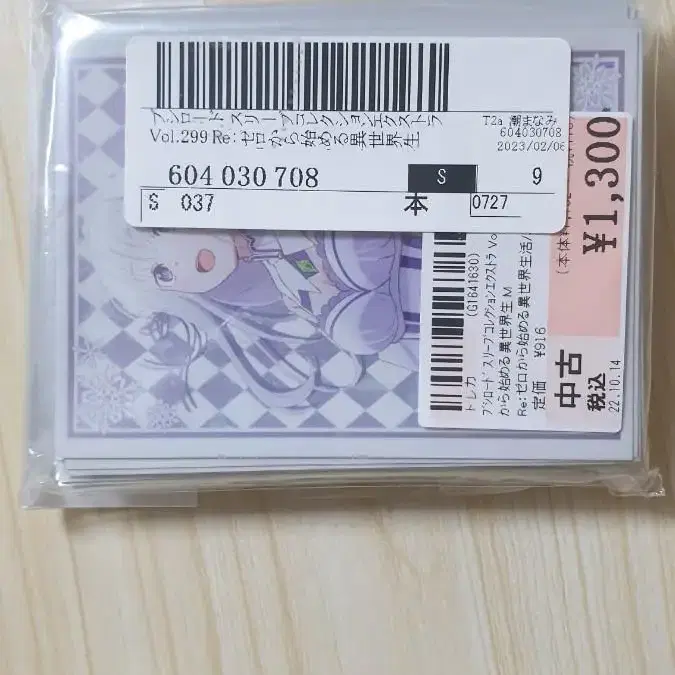 ブシロードスリーブコレクションエクストラ
Vol.299 Re:ゼロから始める異世界生
T2a 潮まなみ
604030708
2023/02/06
604 030 708
S
9
S 037
本
0727
¥1,300
中古
税込
22.10.14
トレカ
(G1641630)
ブシロード スリーブコレクションエクストラ Vo
から始める異世界生 M
Re:ゼロから始める異世界生活/
定価 ¥916